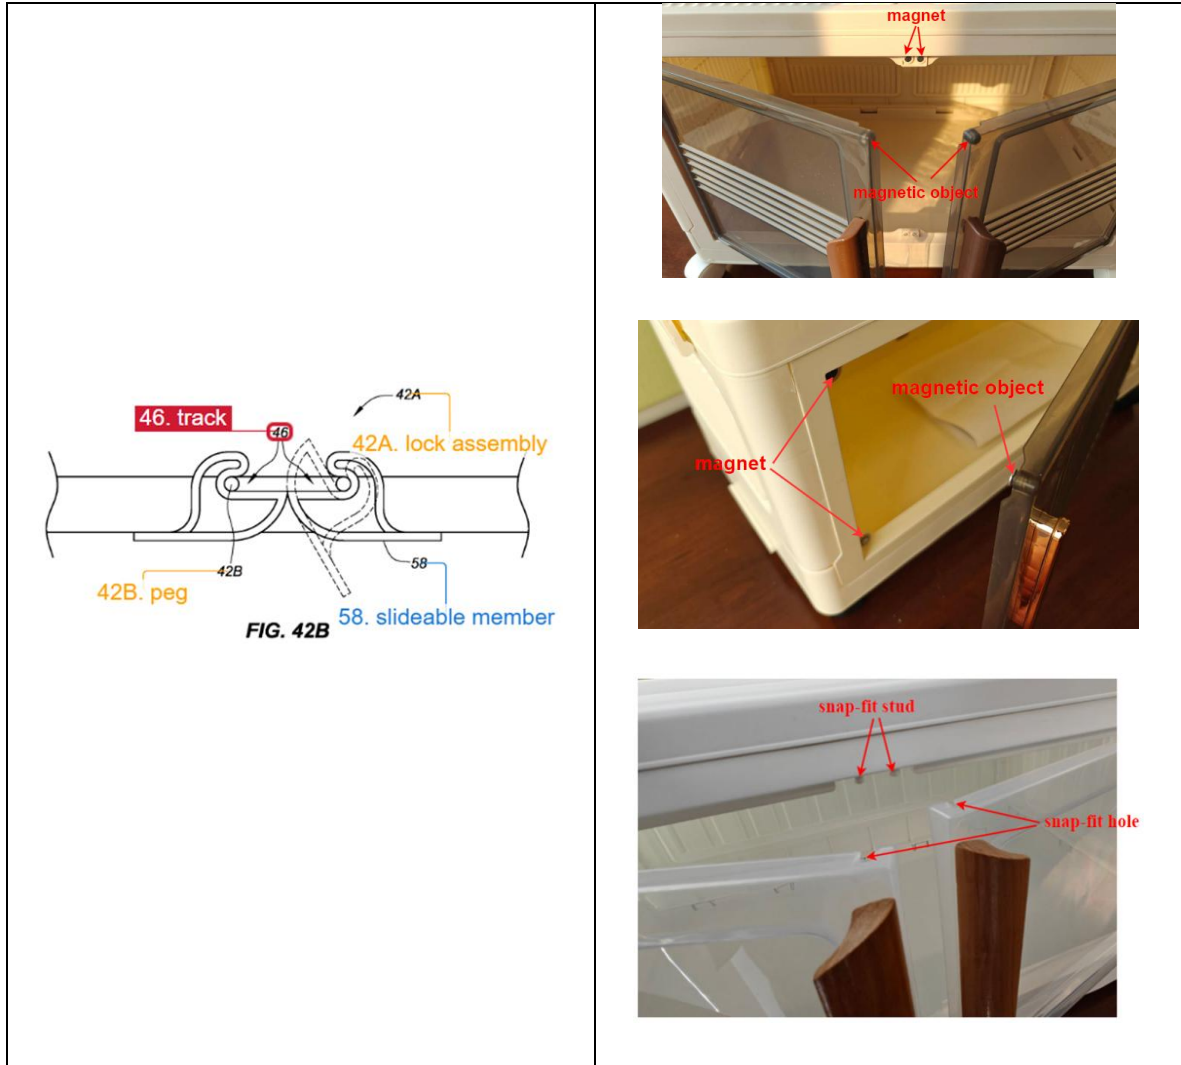 46. track
46
42A
42A. lock assembly
42B
42B. peg
58
58. slideable member
FIG. 42B
magnet
magnetic object
magnetic object
magnet
snap-fit stud
snap-fit hole